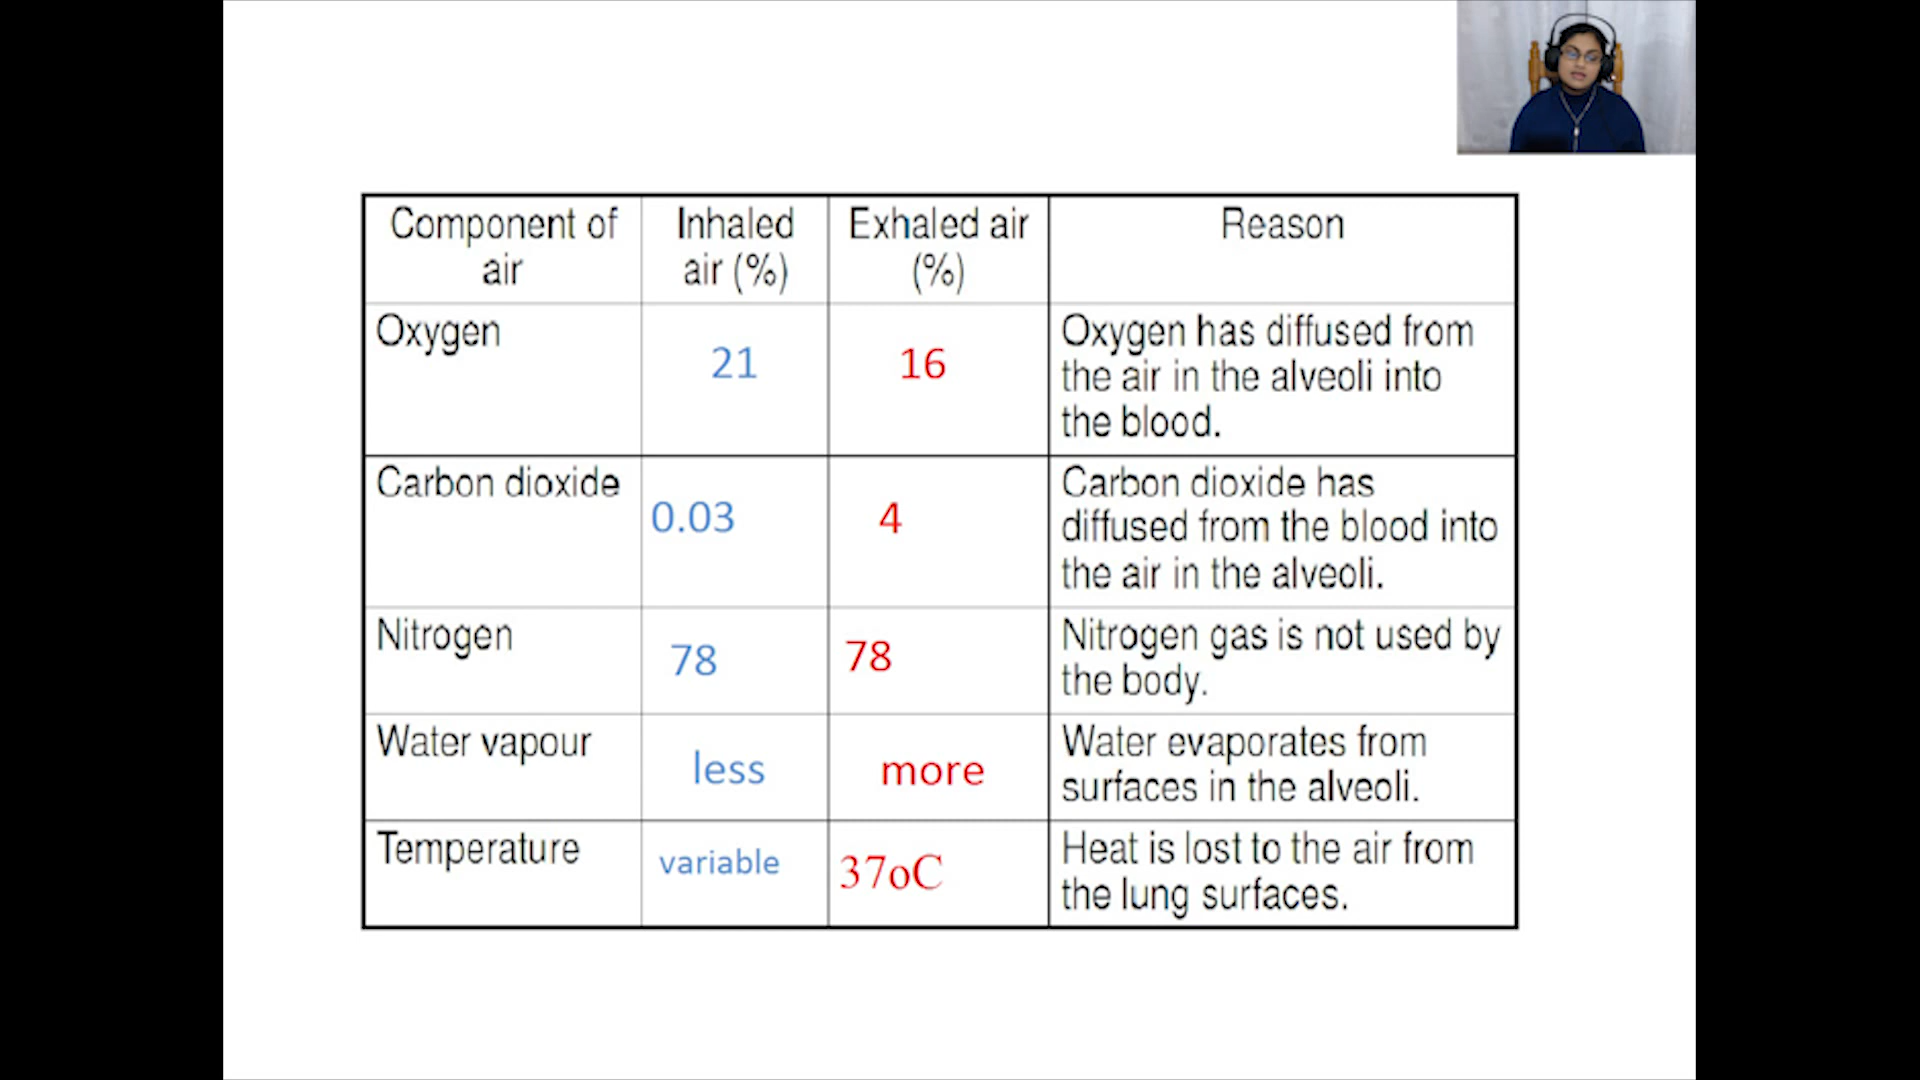 Component of
air
Inhaled
air (%)
Exhaled air
(%)
Reason
Oxygen
21
16
Oxygen has diffused from
the air in the alveoli into
the blood.
Carbon dioxide
0.03
4
Carbon dioxide has
diffused from the blood into
the air in the alveoli.
Nitrogen
78
78
Nitrogen gas is not used by
the body.
Water vapour
less
more
Water evaporates from
surfaces in the alveoli.
Temperature
variable
37oC
Heat is lost to the air from
the lung surfaces.